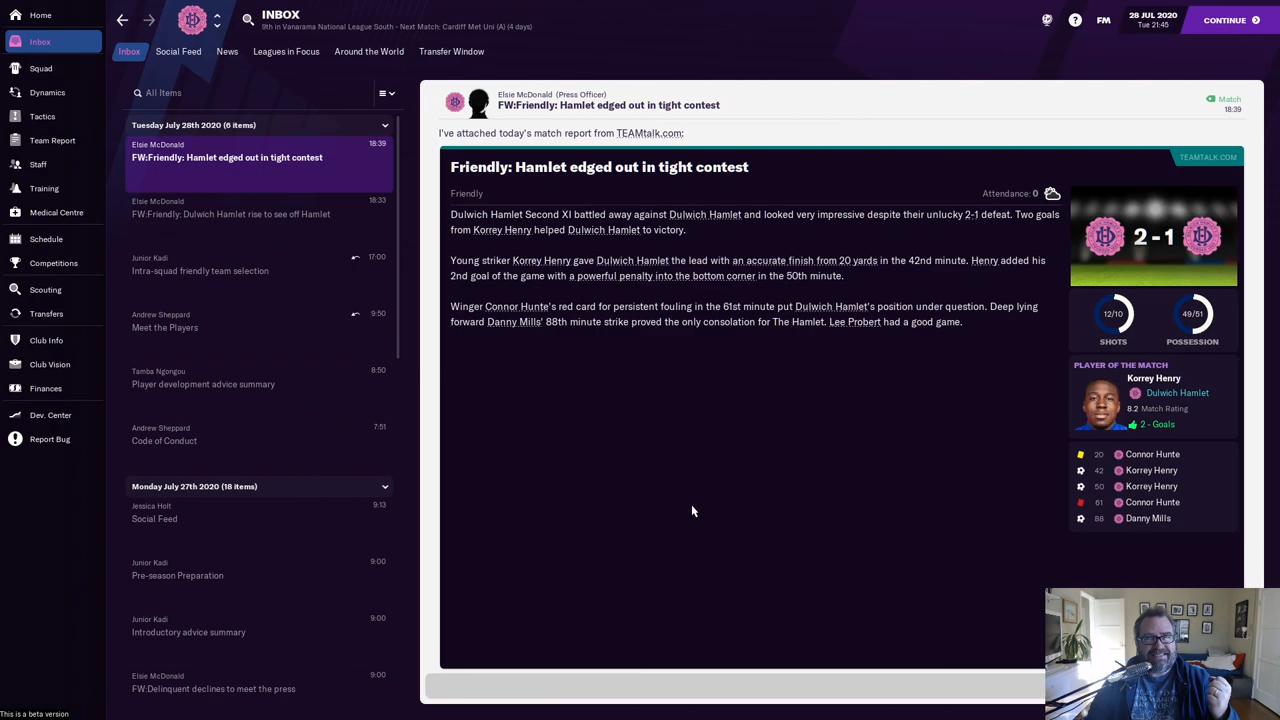 Home
Inbox
Squad
Dynamics
Tactics
Team Report
Staff
Training
Medical Centre
Schedule
Competitions
Scouting
Transfers
Club Info
Club Vision
Finances
Dev. Center
Report Bug
This is a beta version
INBOX
9th in Vanarama National League South - Next Match: Cardiff Met Uni (A) (4 days)
FM
28 JUL 2020
Tue 21:45
CONTINUE
Inbox
Social Feed
News
Leagues in Focus
Around the World
Transfer Window
All Items
Tuesday July 28th 2020 (6 items)
Elsie McDonald 18:39
FW:Friendly: Hamlet edged out in tight contest
Elsie McDonald 18:33
FW:Friendly: Dulwich Hamlet rise to see off Hamlet
Junior Kadi 17:00
Intra-squad friendly team selection
Andrew Sheppard 9:50
Meet the Players
Tamba Ngongou 8:50
Player development advice summary
Andrew Sheppard 7:51
Code of Conduct
Monday July 27th 2020 (18 items)
Jessica Holt 9:13
Social Feed
Junior Kadi 9:00
Pre-season Preparation
Junior Kadi 9:00
Introductory advice summary
Elsie McDonald 9:00
FW:Delinquent declines to meet the press
Elsie McDonald (Press Officer)
FW:Friendly: Hamlet edged out in tight contest
Match
18:39
I've attached today's match report from TEAMtalk.com:
TEAMTALK.COM
Friendly: Hamlet edged out in tight contest
Friendly
Attendance: 0
Dulwich Hamlet Second XI battled away against Dulwich Hamlet and looked very impressive despite their unlucky 2-1 defeat. Two goals
from Korrey Henry helped Dulwich Hamlet to victory.
Young striker Korrey Henry gave Dulwich Hamlet the lead with an accurate finish from 20 yards in the 42nd minute. Henry added his
2nd goal of the game with a powerful penalty into the bottom corner in the 50th minute.
Winger Connor Hunte's red card for persistent fouling in the 61st minute put Dulwich Hamlet's position under question. Deep lying
forward Danny Mills' 88th minute strike proved the only consolation for The Hamlet. Lee Probert had a good game.
2 - 1
12/10
SHOTS
49/51
POSSESSION
PLAYER OF THE MATCH
Korrey Henry
Dulwich Hamlet
8.2 Match Rating
2 - Goals
20 Connor Hunte
42 Korrey Henry
50 Korrey Henry
61 Connor Hunte
88 Danny Mills